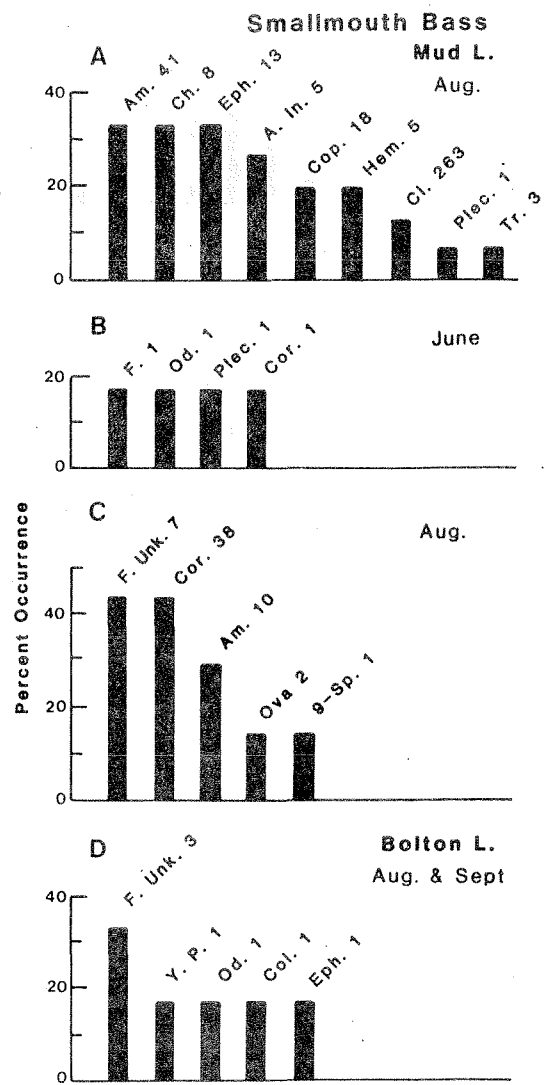 Smallmouth Bass
A
Mud L.
Aug.
Am. 41
Ch. 8
Eph. 13
A. In. 5
Cop. 18
Hem. 5
Cl. 263
Plec. 1
Tr. 3
40
20
0
B
June
F. 1
Od. 1
Plec. 1
Cor. 1
20
0
Percent Occurrence
C
Aug.
F. Unk. 7
Cor. 38
Am. 10
Ova 2
9-Sp. 1
40
20
0
D
Bolton L.
Aug. & Sept
F. Unk. 3
Y. P. 1
Od. 1
Col. 1
Eph. 1
40
20
0